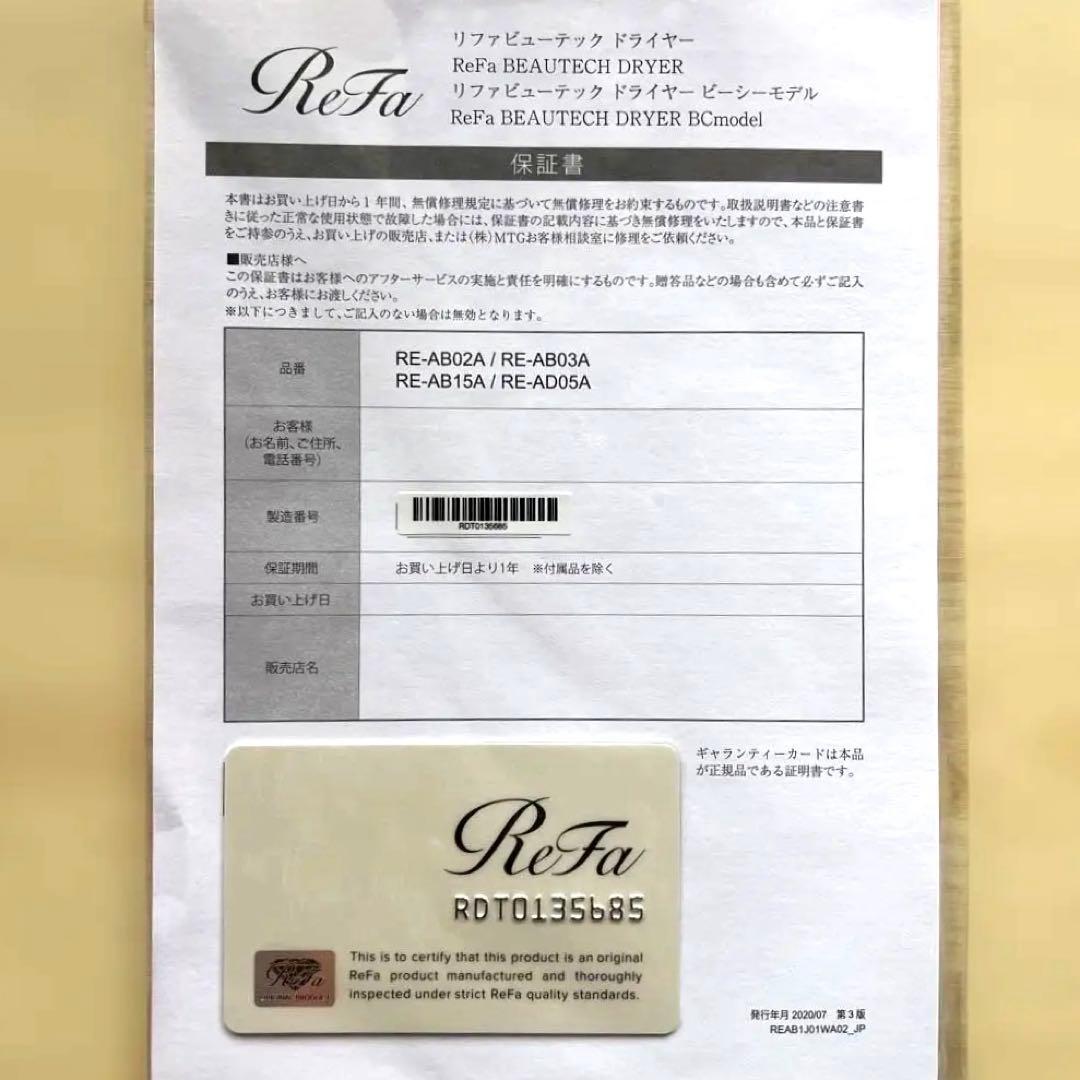 ReFa
リファビューテック ドライヤー
ReFa BEAUTECH DRYER
リファビューテック ドライヤー ビーシーモデル
ReFa BEAUTECH DRYER BCmodel
保証書
本書はお買い上げ日から1年間、無償修理規定に基づいて無償修理をお約束するものです。取扱説明書などの注意書
きに従った正常な使用状態で故障した場合には、保証書の記載内容に基づき無償修理をいたしますので、本品と保証書
をご持参のうえ、お買い上げの販売店、または(株)MTGお客様相談室に修理をご依頼ください。
■販売店様へ
この保証書はお客様へのアフターサービスの実施と責任を明確にするものです。贈答品などの場合も含めて必ずご記入
のうえ、お客様にお渡しください。
※以下につきまして、ご記入のない場合は無効となります。
品番
RE-AB02A / RE-AB03A
RE-AB15A / RE-AD05A
お客様
(お名前、ご住所、
電話番号)
製造番号
RDT0135685
保証期間
お買い上げ日より1年 ※付属品を除く
お買い上げ日
販売店名
ギャランティーカードは本品
が正規品である証明書です。
ReFa
RDT0135685
This is to certify that this product is an original
ReFa product manufactured and thoroughly
inspected under strict ReFa quality standards.
ReFa
ORIGINAL PRODUCT
発行年月 2020/07 第3版
REAB1J01WA02_JP